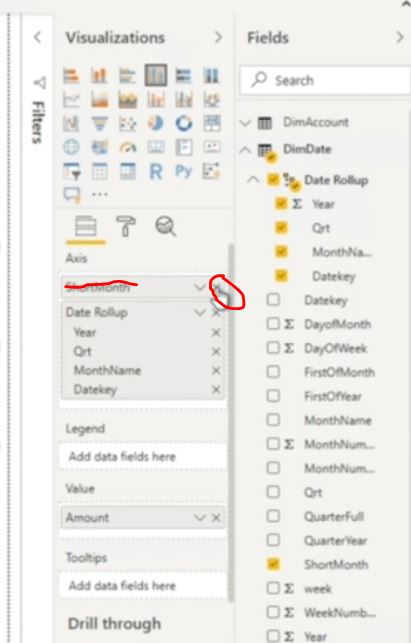 Visualizations
Fields
Filters
Search
R Py
DimAccount
DimDate
Date Rollup
Σ Year
Qrt
MonthNa...
Datekey
Axis
ShortMonth
Date Rollup
Year
Qrt
MonthName
Datekey
Legend
Add data fields here
Value
Amount
Tooltips
Add data fields here
Drill through
Datekey
Σ DayofMonth
Σ DayOfWeek
FirstOfMonth
FirstOfYear
MonthName
Σ MonthNum...
MonthNum...
Qrt
QuarterFull
QuarterYear
ShortMonth
Σ week
Σ WeekNumb...
Σ Year